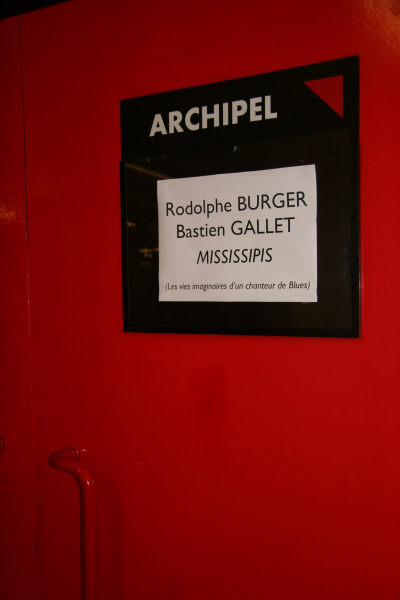 ARCHIPEL
Rodolphe BURGER
Bastien GALLET
MISSISSIPIS
(Les vies imaginaires d'un chanteur de Blues)